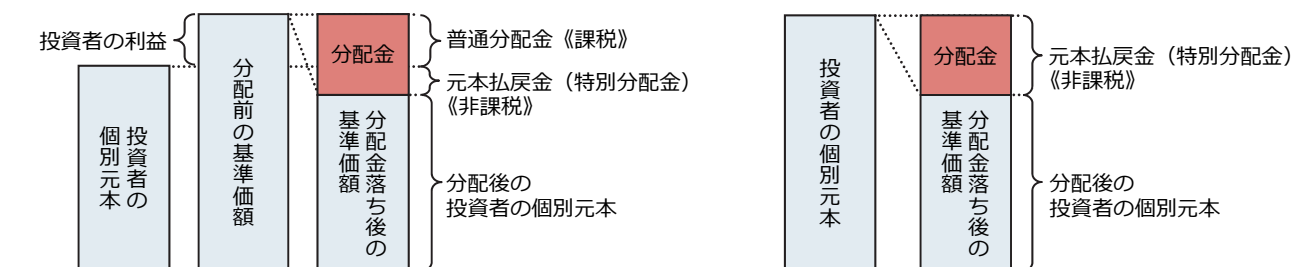 投資者の利益
投資者の
個別元本
分配前の基準価額
分配金
分配金落ち後の
基準価額
普通分配金《課税》
元本払戻金（特別分配金）
《非課税》
分配後の
投資者の個別元本
投資者の個別元本
分配金
分配金落ち後の
基準価額
元本払戻金（特別分配金）
《非課税》
分配後の
投資者の個別元本